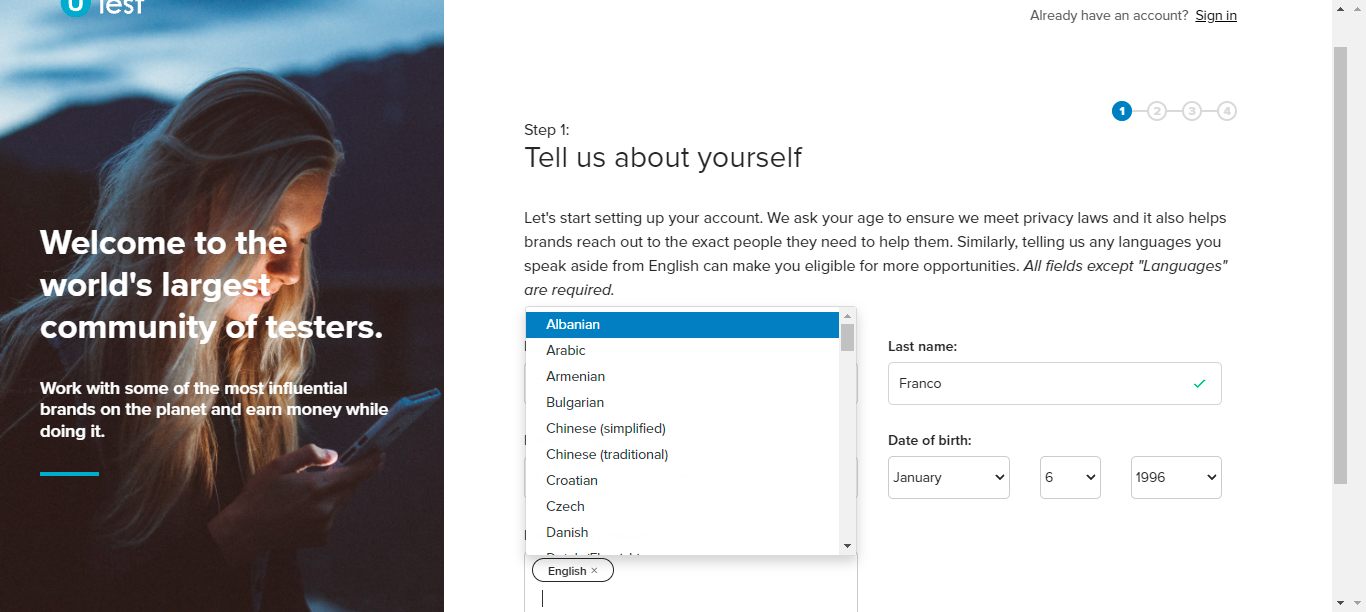 Test
Already have an account? Sign in
1 2 3 4
Step 1:
Tell us about yourself
Let's start setting up your account. We ask your age to ensure we meet privacy laws and it also helps
brands reach out to the exact people they need to help them. Similarly, telling us any languages you
speak aside from English can make you eligible for more opportunities. All fields except "Languages"
are required.
Welcome to the
world's largest
community of testers.
Work with some of the most influential
brands on the planet and earn money while
doing it.
Albanian
Arabic
Armenian
Bulgarian
Chinese (simplified)
Chinese (traditional)
Croatian
Czech
Danish
English ×
Last name:
Franco
Date of birth:
January 6 1996